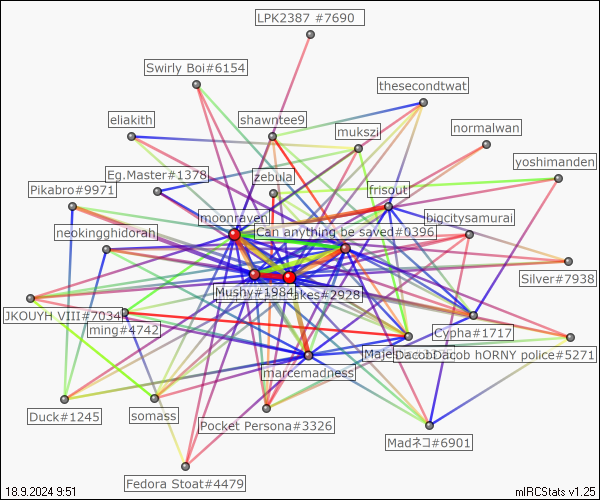 LPK2387 #7690
Swirly Boi#6154
thesecondtwat
eliakith
shawntee9
mukszi
normalwan
yoshimanden
Eg.Master#1378
zebula
Pikabro#9971
frisout
moonraven
bigcitysamurai
neokingghidorah
Can anything be saved#0396
Silver#7938
Mushy#1984
akes#2928
JKOUYH VIII#7034
ming#4742
Cypha#1717
Maje
DacobDacob hORNY police#5271
marcemadness
Duck#1245
somass
Pocket Persona#3326
Madネコ#6901
Fedora Stoat#4479
18.9.2024 9:51
mIRCStats v1.25